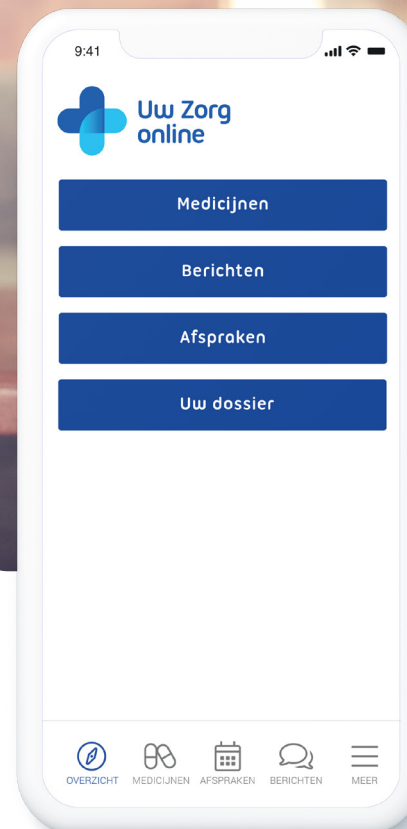 9:41
Uw Zorg
online
Medicijnen
Berichten
Afspraken
Uw dossier
OVERZICHT MEDICIJNEN AFSPRAKEN BERICHTEN MEER